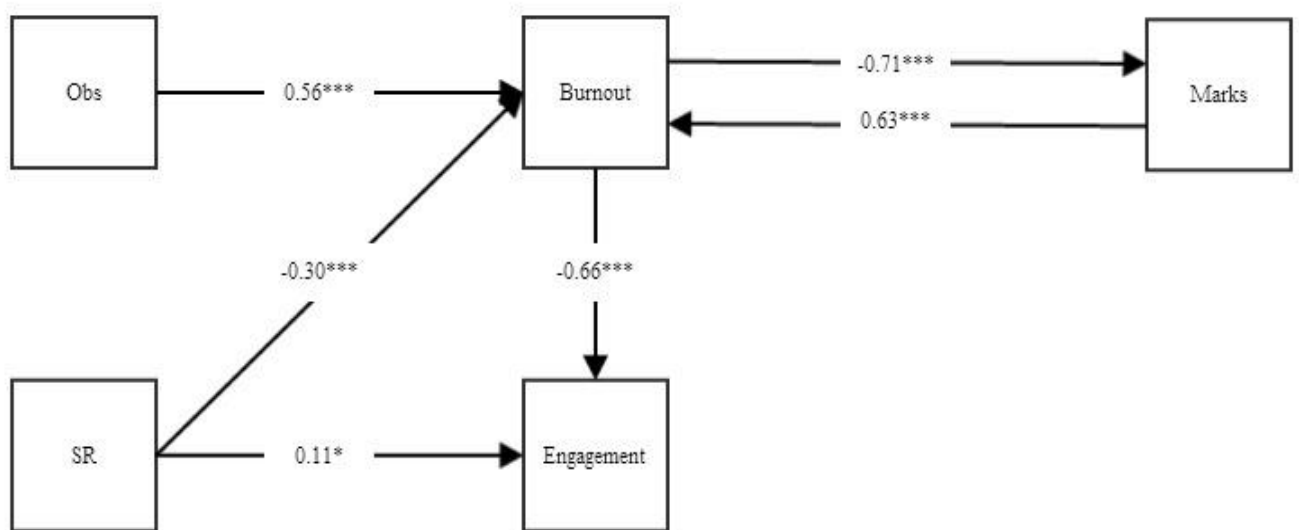 Obs
0.56***
Burnout
-0.71***
0.63***
Marks
-0.30***
-0.66***
SR
0.11*
Engagement